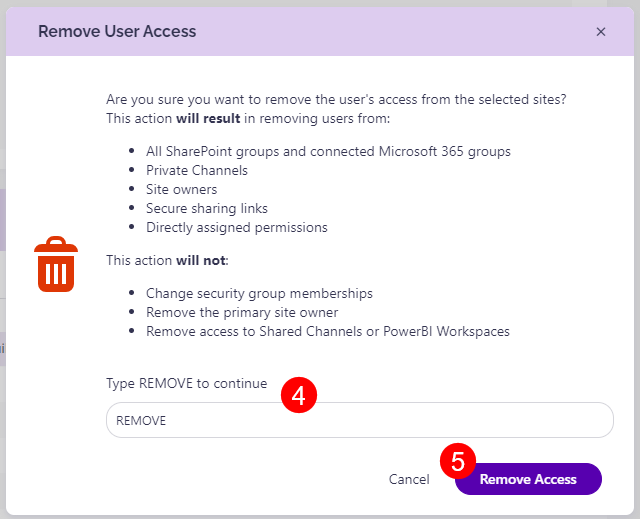 Remove User Access
Are you sure you want to remove the user's access from the selected sites?
This action will result in removing users from:
All SharePoint groups and connected Microsoft 365 groups
Private Channels
Site owners
Secure sharing links
Directly assigned permissions
This action will not:
Change security group memberships
Remove the primary site owner
Remove access to Shared Channels or PowerBI Workspaces
Type REMOVE to continue
4
REMOVE
5
Cancel
Remove Access